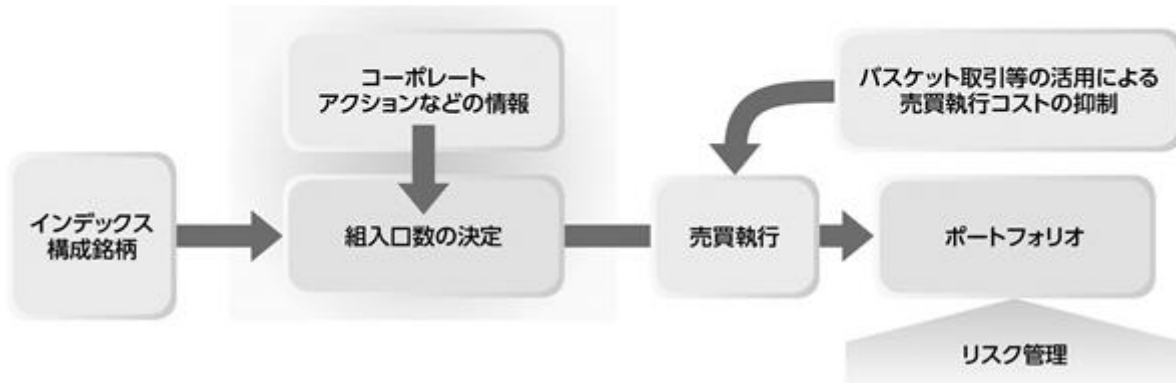 コーポレート
アクションなどの情報
バスケット取引等の活用による
売買執行コストの抑制
インデックス
構成銘柄
組入口数の決定
売買執行
ポートフォリオ
リスク管理